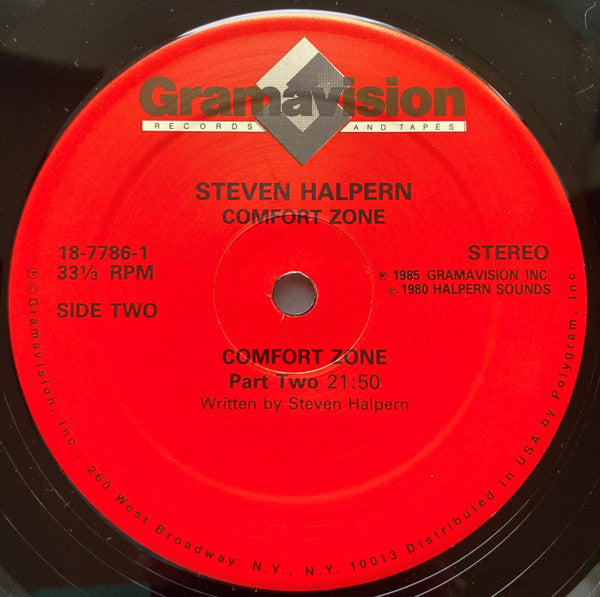 Gramavision
RECORDS AND TAPES
STEVEN HALPERN
COMFORT ZONE
18-7786-1
33⅓ RPM
SIDE TWO
STEREO
℗ 1985 GRAMAVISION INC.
© 1980 HALPERN SOUNDS
COMFORT ZONE
Part Two 21:50
Written by Steven Halpern
℗©Gramavision, Inc., 260 West Broadway, N.Y., N.Y. 10013 Distributed in USA by Polygram, Inc.